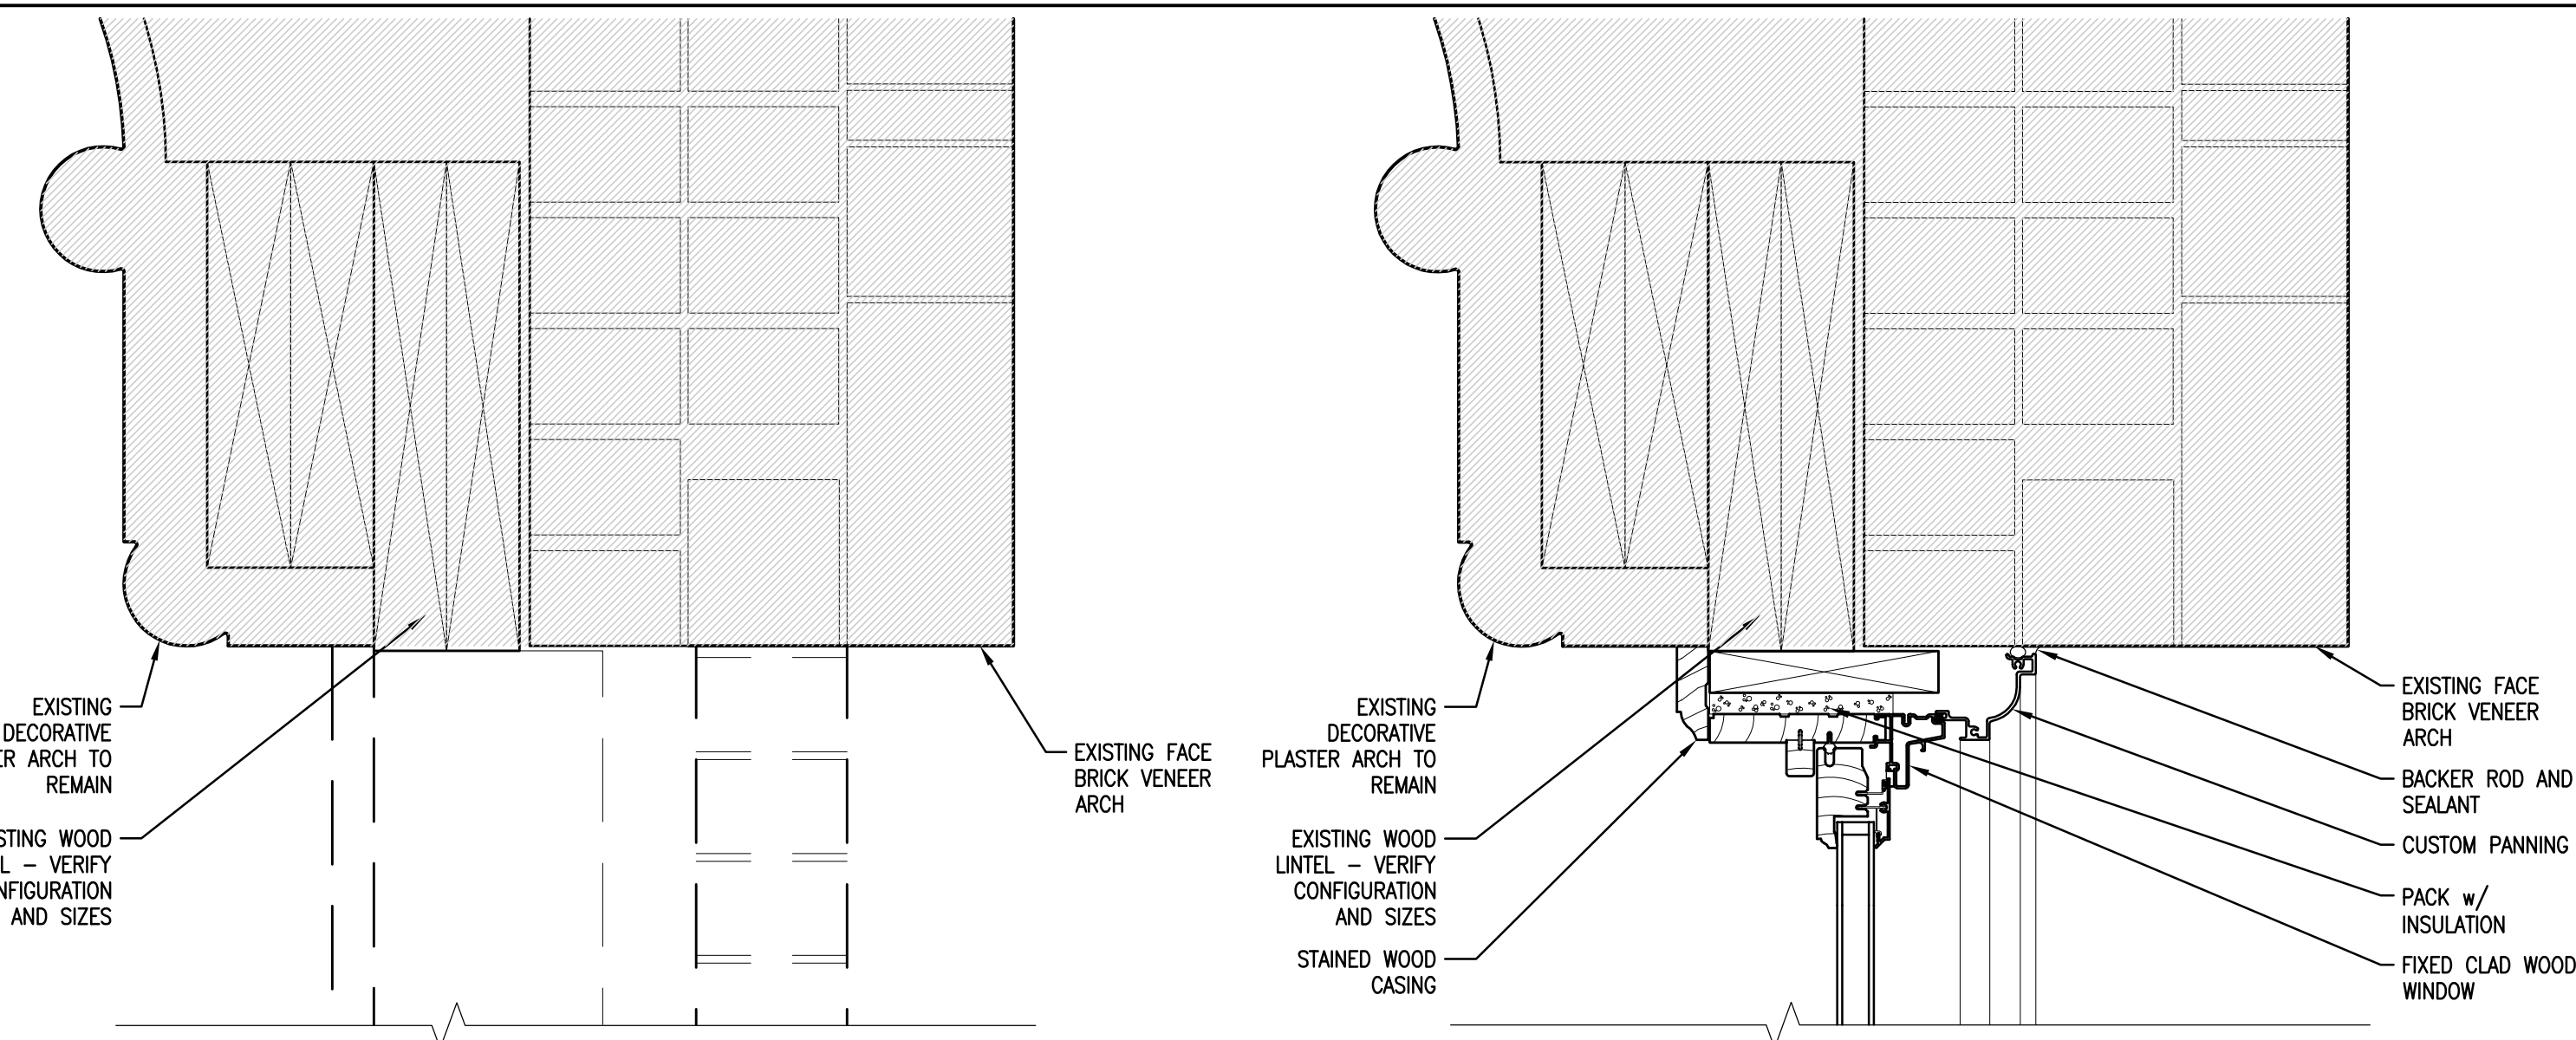 EXISTING
DECORATIVE
ER ARCH TO
REMAIN
STING WOOD
EL – VERIFY
ONFIGURATION
AND SIZES
EXISTING FACE
BRICK VENEER
ARCH
EXISTING
DECORATIVE
PLASTER ARCH TO
REMAIN
EXISTING WOOD
LINTEL – VERIFY
CONFIGURATION
AND SIZES
STAINED WOOD
CASING
EXISTING FACE
BRICK VENEER
ARCH
BACKER ROD AND
SEALANT
CUSTOM PANNING
PACK w/
INSULATION
FIXED CLAD WOOD
WINDOW